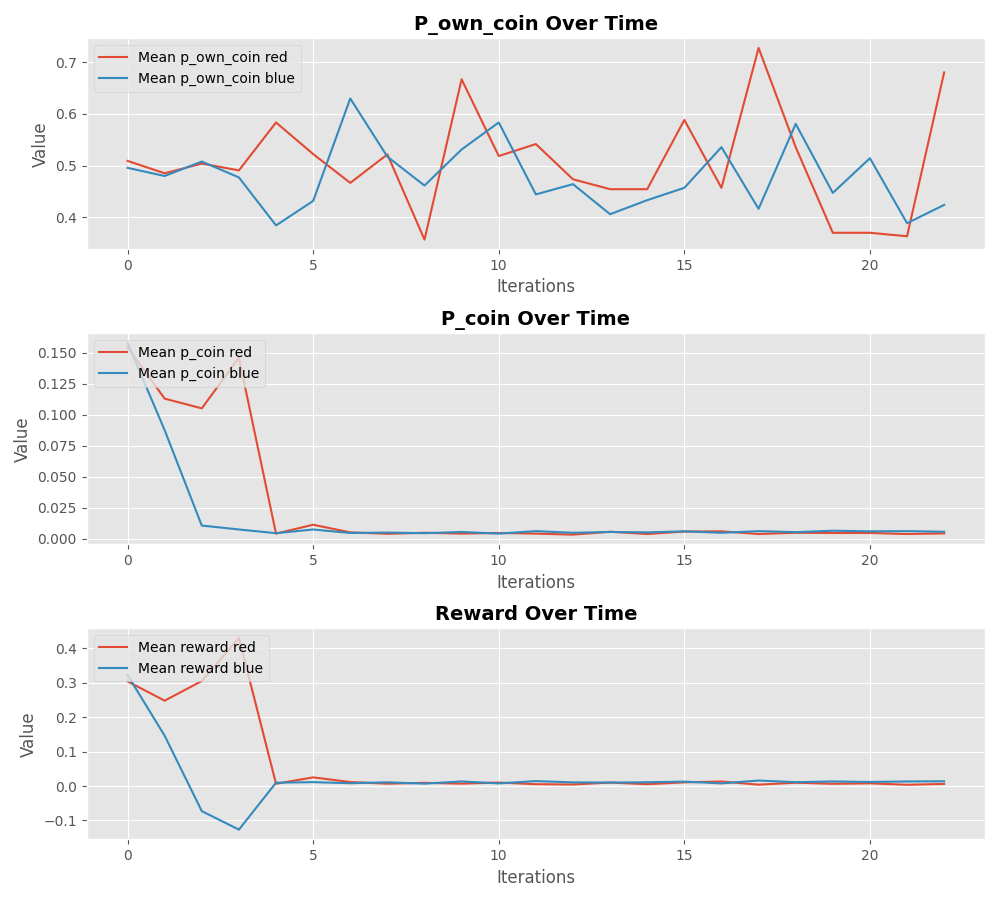 P_own_coin Over Time
Mean p_own_coin red
Mean p_own_coin blue
0.7
0.6
0.5
0.4
Value
0 5 10 15 20
Iterations
P_coin Over Time
Mean p_coin red
Mean p_coin blue
0.150
0.125
0.100
0.075
0.050
0.025
0.000
Value
0 5 10 15 20
Iterations
Reward Over Time
Mean reward red
Mean reward blue
0.4
0.3
0.2
0.1
0.0
−0.1
Value
0 5 10 15 20
Iterations